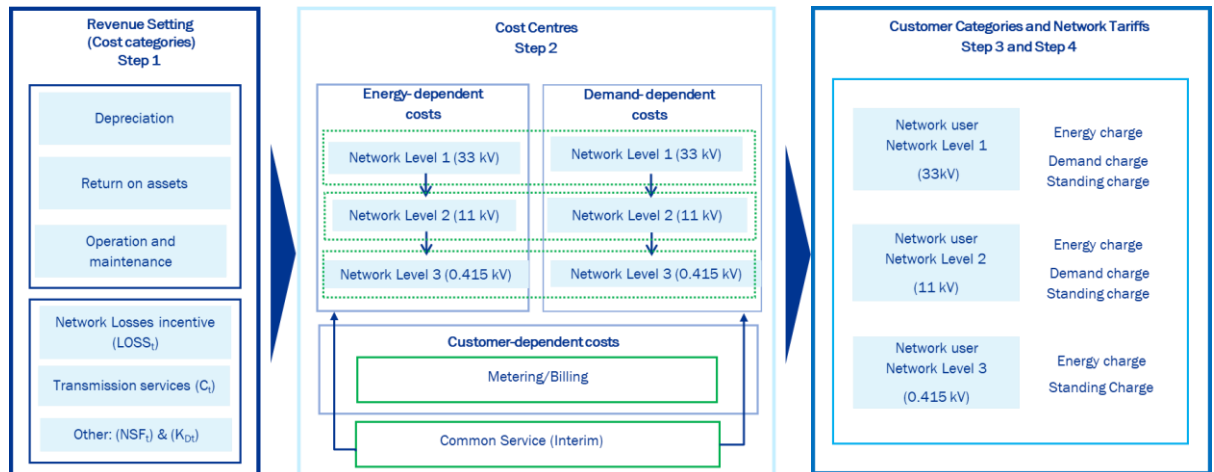 Revenue Setting
(Cost categories)
Step 1
Depreciation
Return on assets
Operation and
maintenance
Network Losses incentive
(LOSSₜ)
Transmission services (Cₜ)
Other: (NSFₜ) & (K_Dt)
Cost Centres
Step 2
Energy-dependent
costs
Network Level 1 (33 kV)
Network Level 2 (11 kV)
Network Level 3 (0.415 kV)
Demand- dependent
costs
Network Level 1 (33 kV)
Network Level 2 (11 kV)
Network Level 3 (0.415 kV)
Customer-dependent costs
Metering/Billing
Common Service (Interim)
Customer Categories and Network Tariffs
Step 3 and Step 4
Network user
Network Level 1
(33kV)
Energy charge
Demand charge
Standing charge
Network user
Network Level 2
(11 kV)
Energy charge
Demand charge
Standing charge
Network user
Network Level 3
(0.415 kV)
Energy charge
Standing Charge